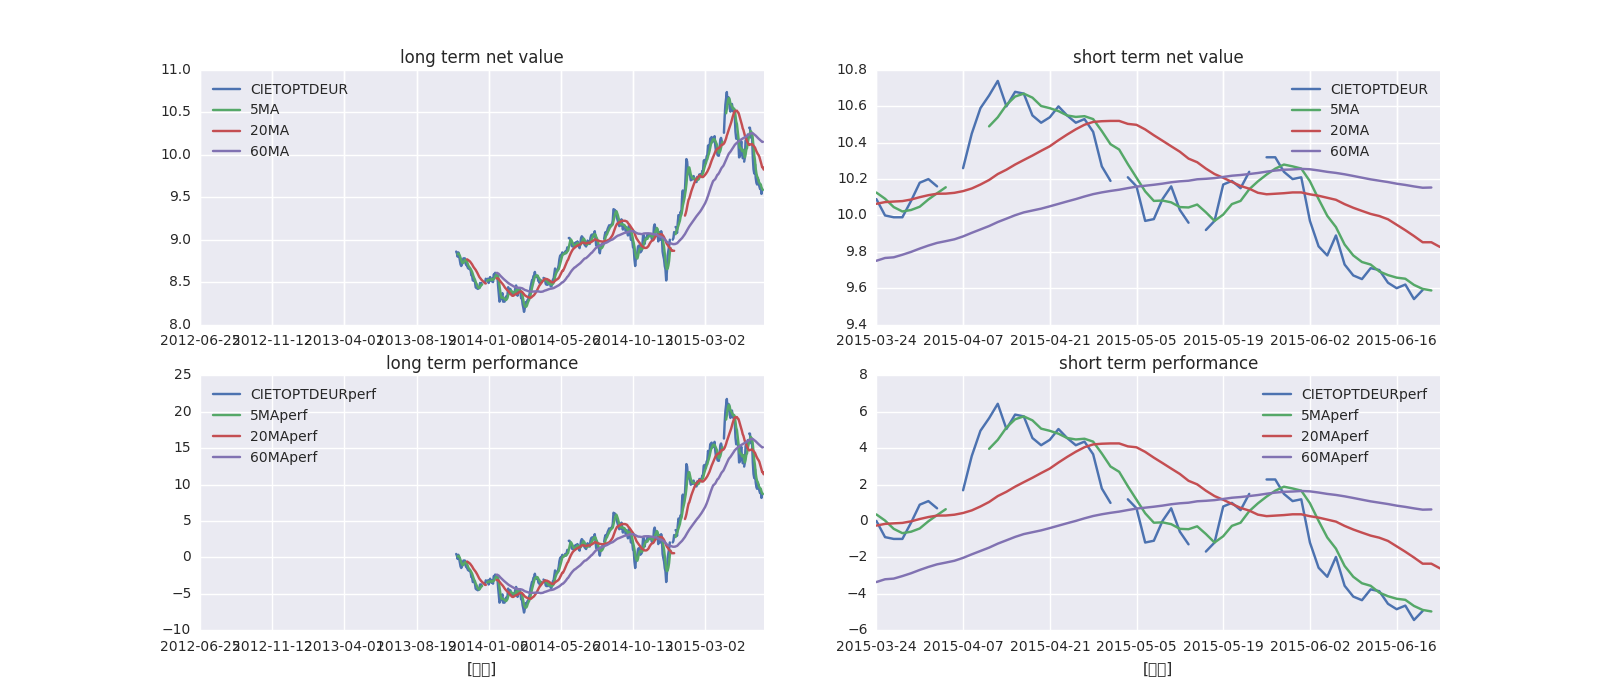 long term net value
11.0
10.5
10.0
9.5
9.0
8.5
8.0
CIETOPTDEUR
5MA
20MA
60MA
2012-06-25 2012-11-12 2013-04-01 2013-08-19 2014-01-06 2014-05-26 2014-10-13 2015-03-02
short term net value
10.8
10.6
10.4
10.2
10.0
9.8
9.6
9.4
CIETOPTDEUR
5MA
20MA
60MA
2015-03-24 2015-04-07 2015-04-21 2015-05-05 2015-05-19 2015-06-02 2015-06-16
long term performance
25
20
15
10
5
0
−5
−10
CIETOPTDEURperf
5MAperf
20MAperf
60MAperf
2012-06-25 2012-11-12 2013-04-01 2013-08-19 2014-01-06 2014-05-26 2014-10-13 2015-03-02
short term performance
8
6
4
2
0
−2
−4
−6
CIETOPTDEURperf
5MAperf
20MAperf
60MAperf
2015-03-24 2015-04-07 2015-04-21 2015-05-05 2015-05-19 2015-06-02 2015-06-16